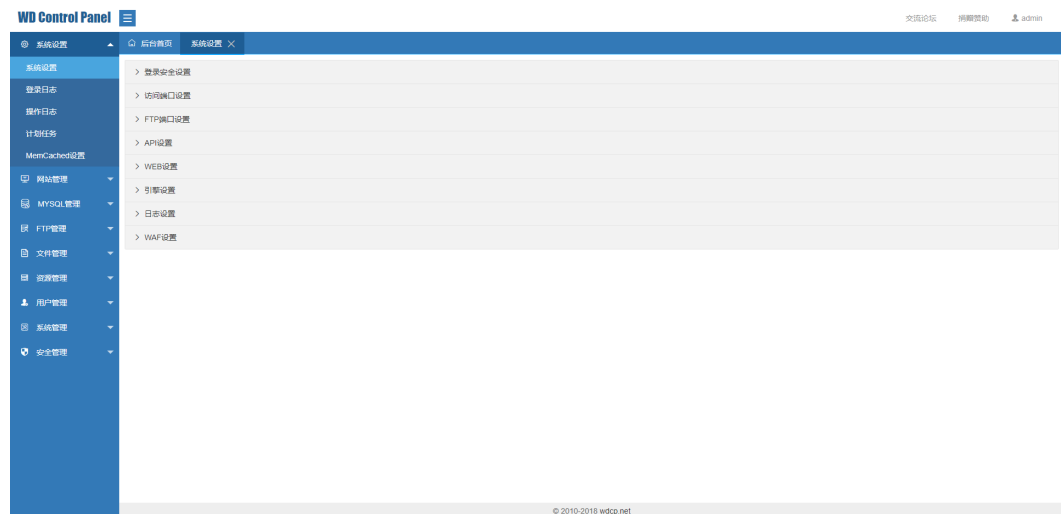 WD Control Panel
交流论坛 捐赠赞助 admin
系统设置
系统设置
登录日志
操作日志
计划任务
MemCached设置
网站管理
MYSQL管理
FTP管理
文件管理
资源管理
用户管理
系统管理
安全管理
后台首页 系统设置
登录安全设置
访问端口设置
FTP端口设置
API设置
WEB设置
引擎设置
日志设置
WAF设置
© 2010-2018 wdcp.net